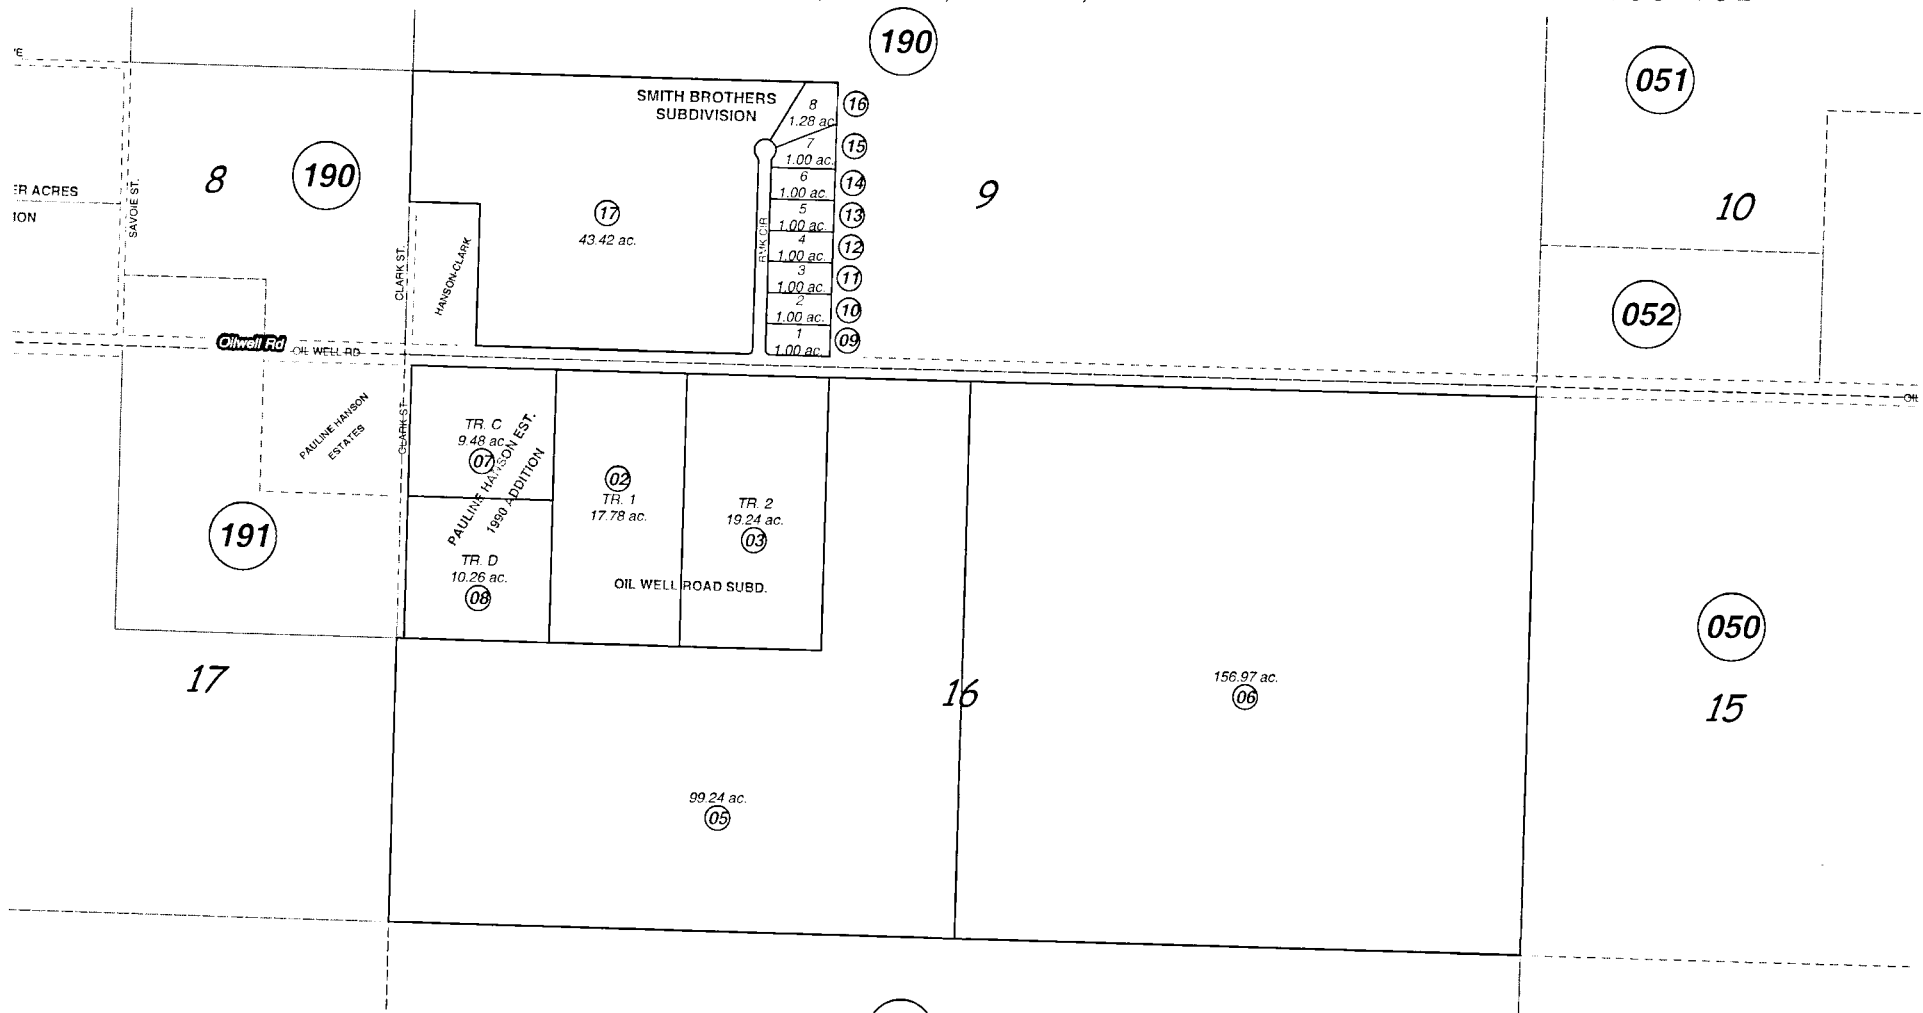 190
051
'E
SMITH BROTHERS
SUBDIVISION
8
1.28 ac.
16
7
1.00 ac.
15
8
190
6
1.00 ac.
14
ER ACRES
ION
SAVOIE ST.
17
43.42 ac.
5
1.00 ac.
13
9
10
RMK CIR
4
1.00 ac.
12
CLARK ST.
HANSON-CLARK
3
1.00 ac.
11
2
1.00 ac.
10
052
1
1.00 ac.
09
Oilwell Rd
OIL WELL RD
OIL
PAULINE HANSON
ESTATES
CLARK ST.
TR. C
9.48 ac.
07
PAULINE HANSON EST.
1990 ADDITION
02
TR. 1
17.78 ac.
TR. 2
19.24 ac.
03
191
TR. D
10.26 ac.
08
OIL WELL ROAD SUBD.
050
17
16
156.97 ac.
06
15
99.24 ac.
05